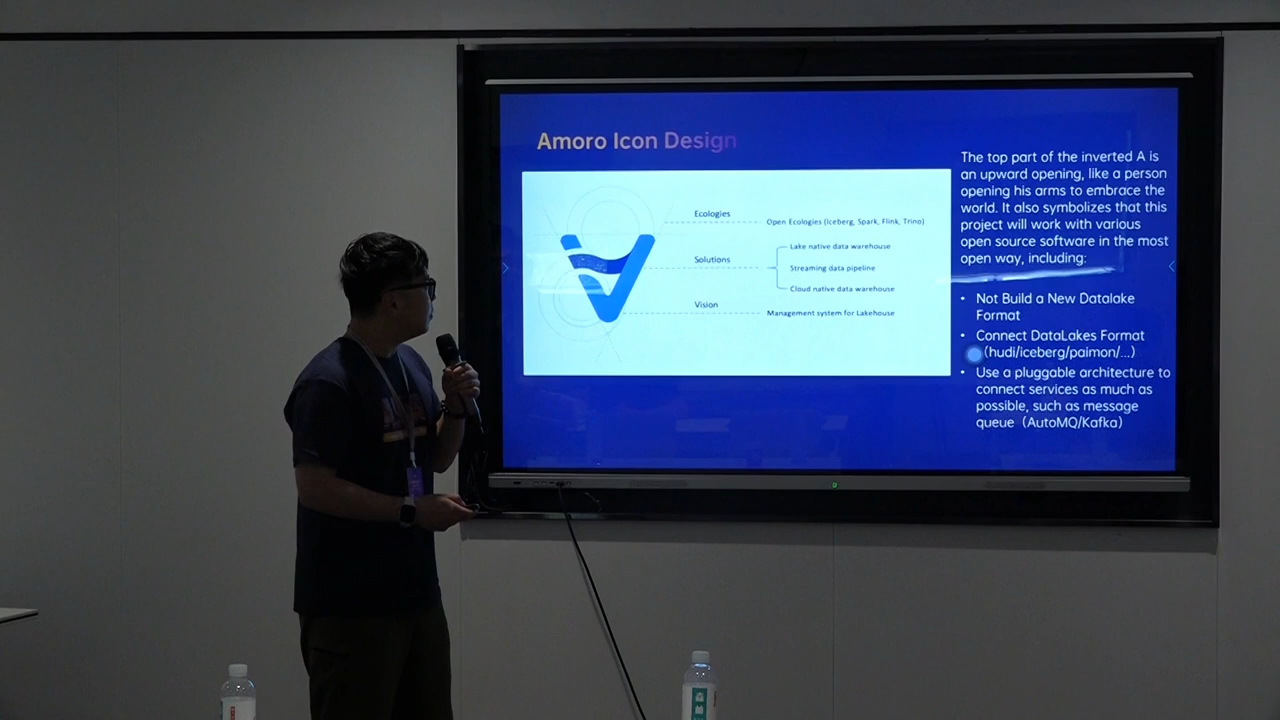 Amoro Icon Design
Ecologies
Open Ecologies (Iceberg, Spark, Flink, Trino)
Solutions
Lake native data warehouse
Streaming data pipeline
Cloud native data warehouse
Vision
Management system for Lakehouse
The top part of the inverted A is
an upward opening, like a person
opening his arms to embrace the
world. It also symbolizes that this
project will work with various
open source software in the most
open way, including:
• Not Build a New Datalake
Format
• Connect DataLakes Format
(hudi/iceberg/paimon/...)
• Use a pluggable architecture to
connect services as much as
possible, such as message
queue (AutoMQ/Kafka)